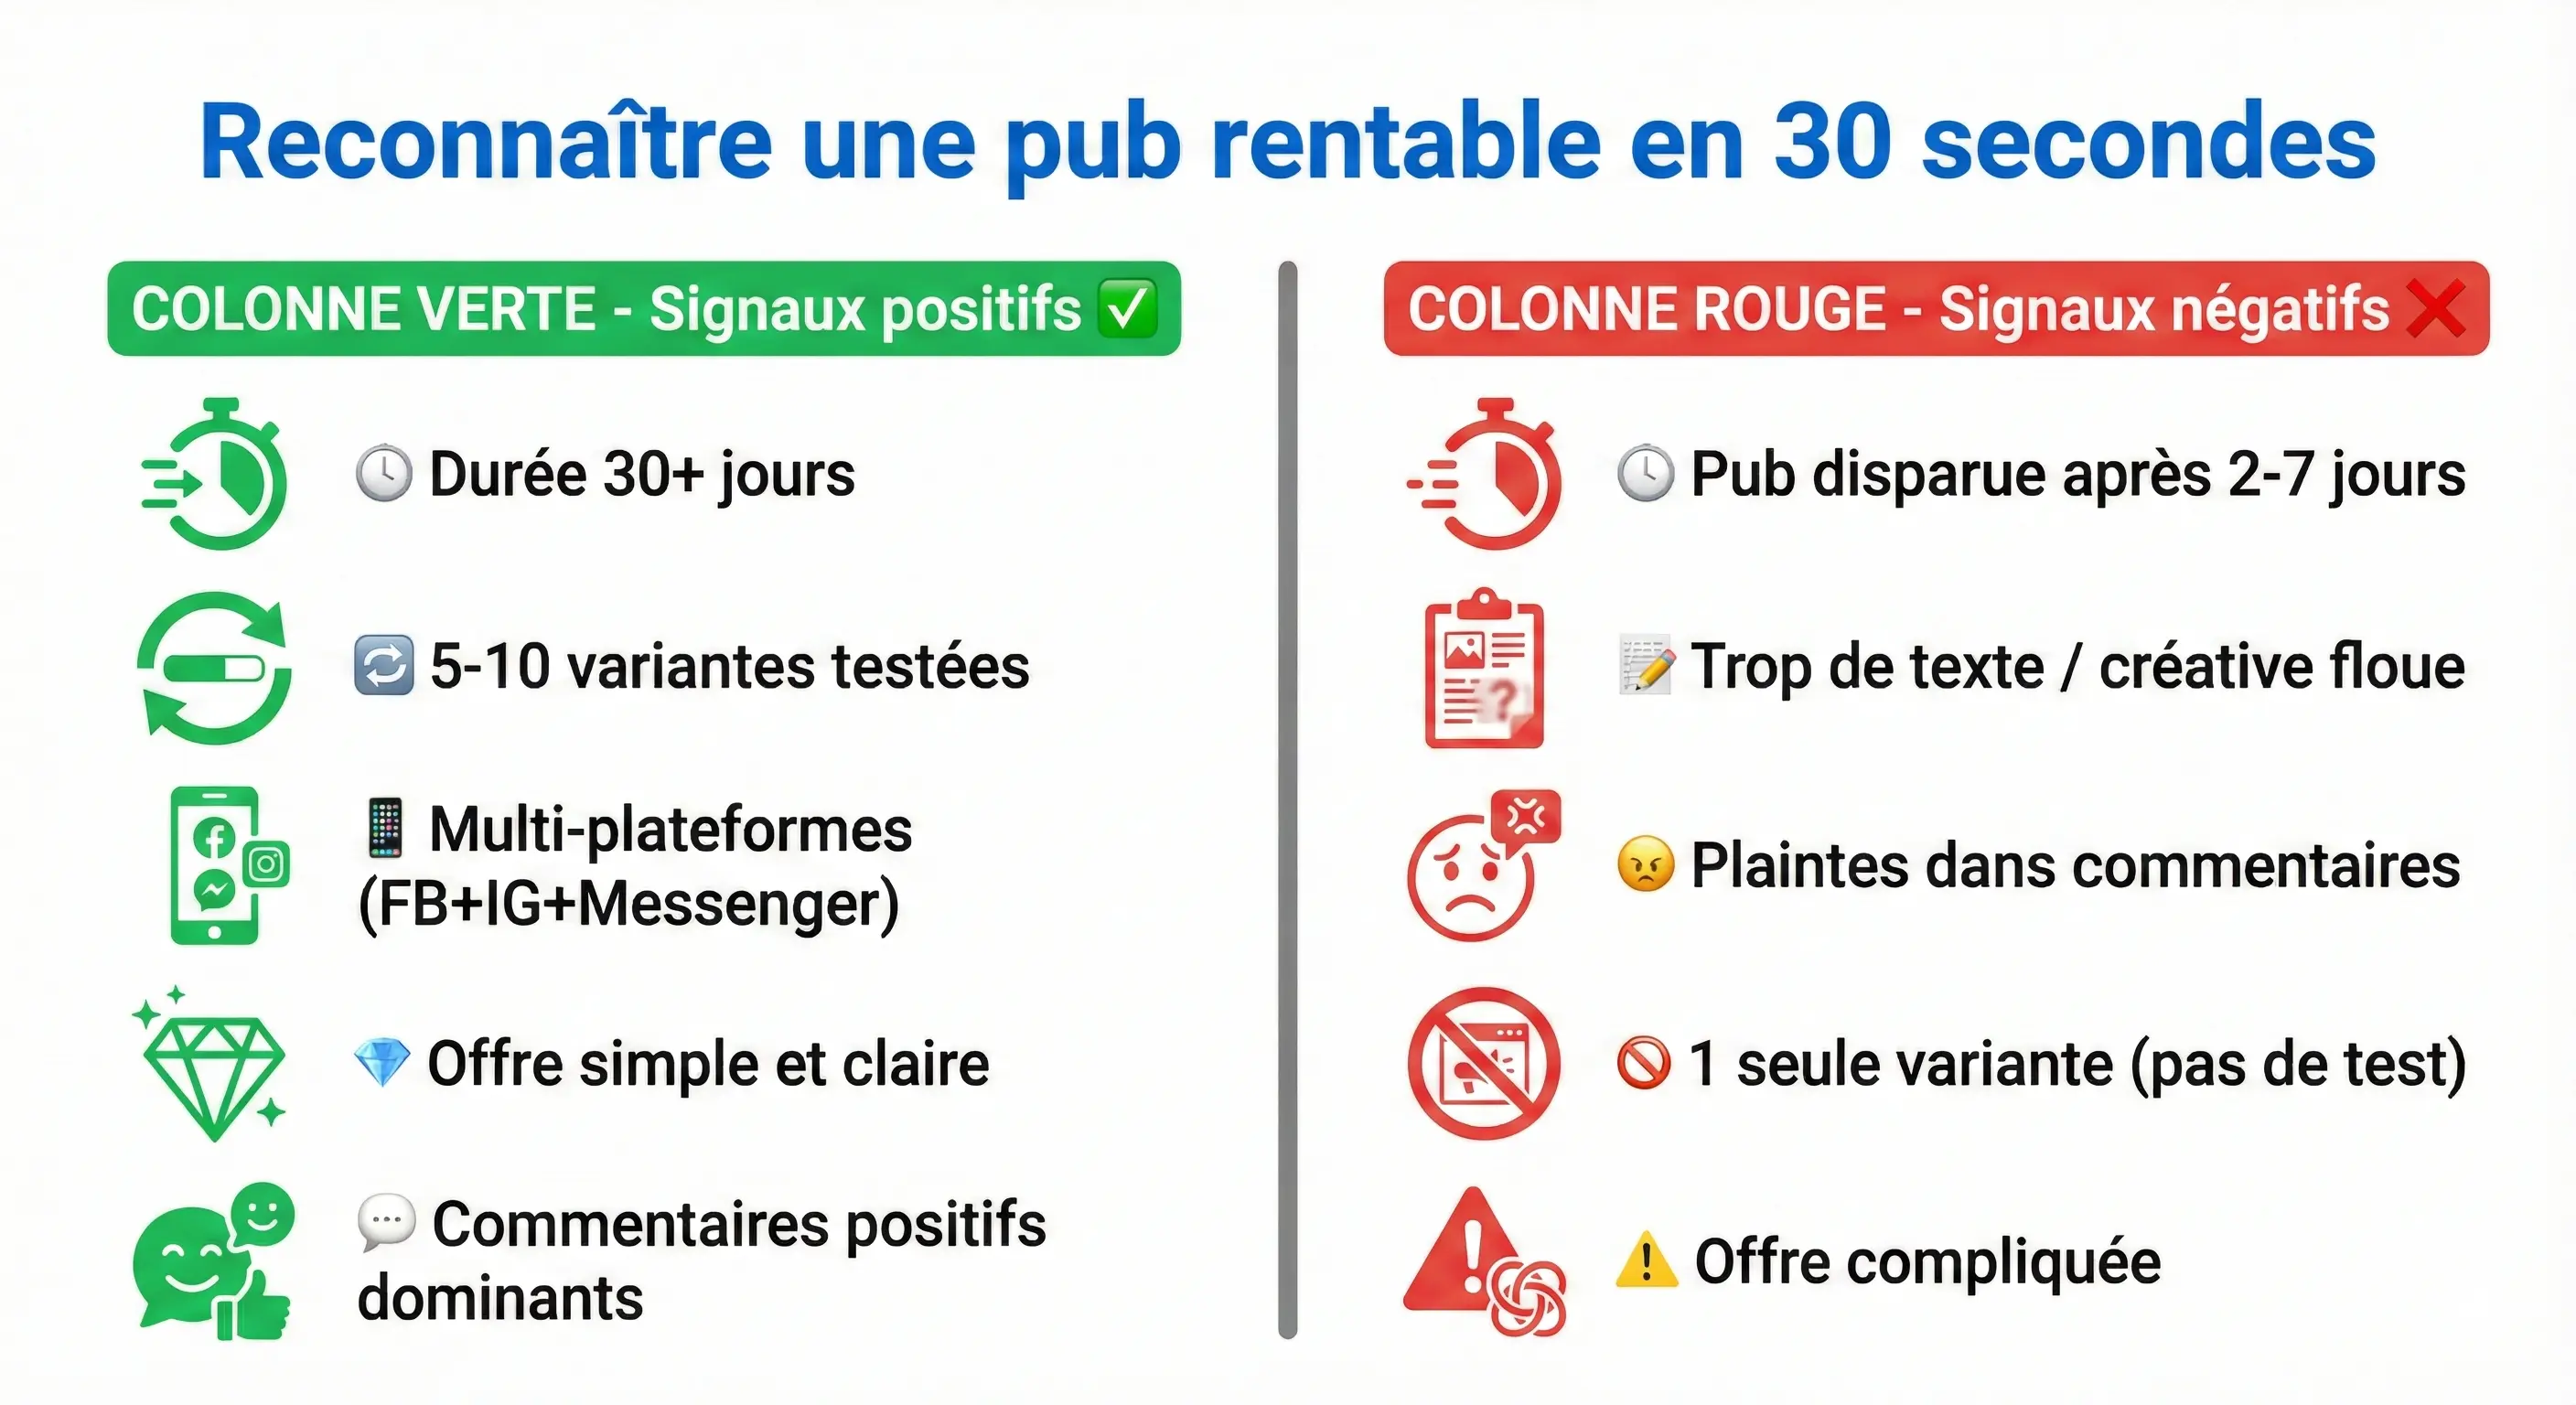 Reconnaître une pub rentable en 30 secondes
COLONNE VERTE - Signaux positifs ✅
🕓 Durée 30+ jours
🔄 5-10 variantes testées
📱 Multi-plateformes
(FB+IG+Messenger)
💎 Offre simple et claire
💬 Commentaires positifs
dominants
COLONNE ROUGE - Signaux négatifs ❌
🕓 Pub disparue après 2-7 jours
📝 Trop de texte / créative floue
😠 Plaintes dans commentaires
🚫 1 seule variante (pas de test)
⚠️ Offre compliquée